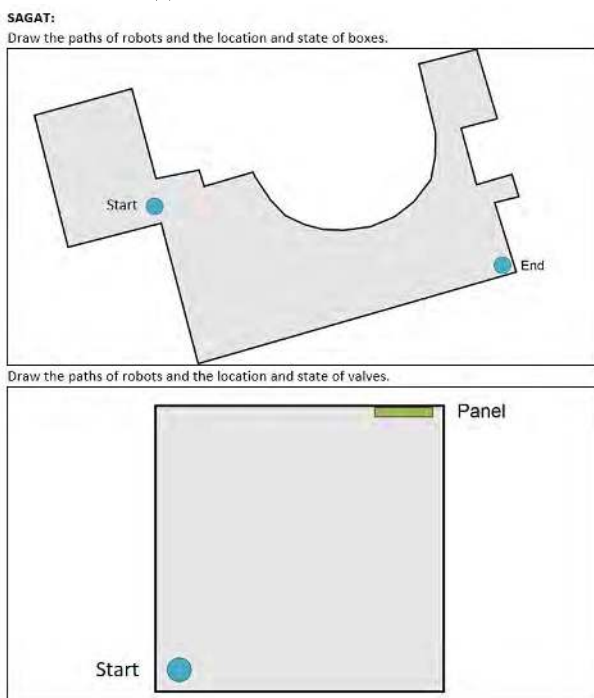 SAGAT:
Draw the paths of robots and the location and state of boxes.
Start
End
Draw the paths of robots and the location and state of valves.
Panel
Start